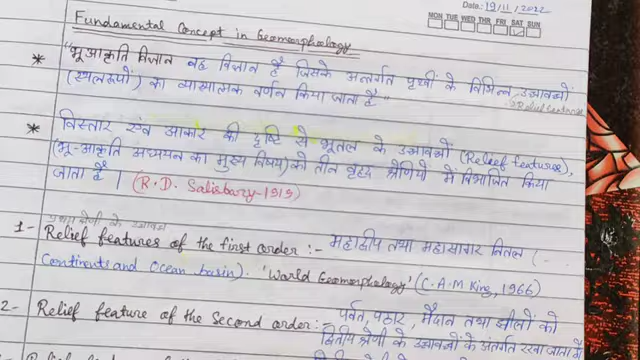 Date: 19/11/2022
MON TUE WED THU FRI SAT SUN
Fundamental Concept in Geomorphology
* "भूआकृति विज्ञान वह विज्ञान है जिसके अन्तर्गत पृथ्वी के विभिन्न उच्चावचों
(स्थलरूपों) का व्याख्यात्मक वर्णन किया जाता है"
* विस्तार एवं आकार की दृष्टि से भूतल के उच्चावचों (Relief features),
(भू-आकृति अध्ययन का मुख्य विषय) को तीन वृहद श्रेणियों में विभाजित किया
जाता है | (R.D. Salisbury-1919)
प्रथम श्रेणी के उच्चावच
1- Relief features of the first order:- महाद्वीप तथा महासागर नितल (
Continents and Ocean basin). 'World Geomorphology' (C.A.M King, 1966)
2- Relief feature of the Second order:- पर्वत, पठार, मैदान तथा झीलों को
द्वितीय श्रेणी के उच्चावचों के अंतर्गत रखा जाता है